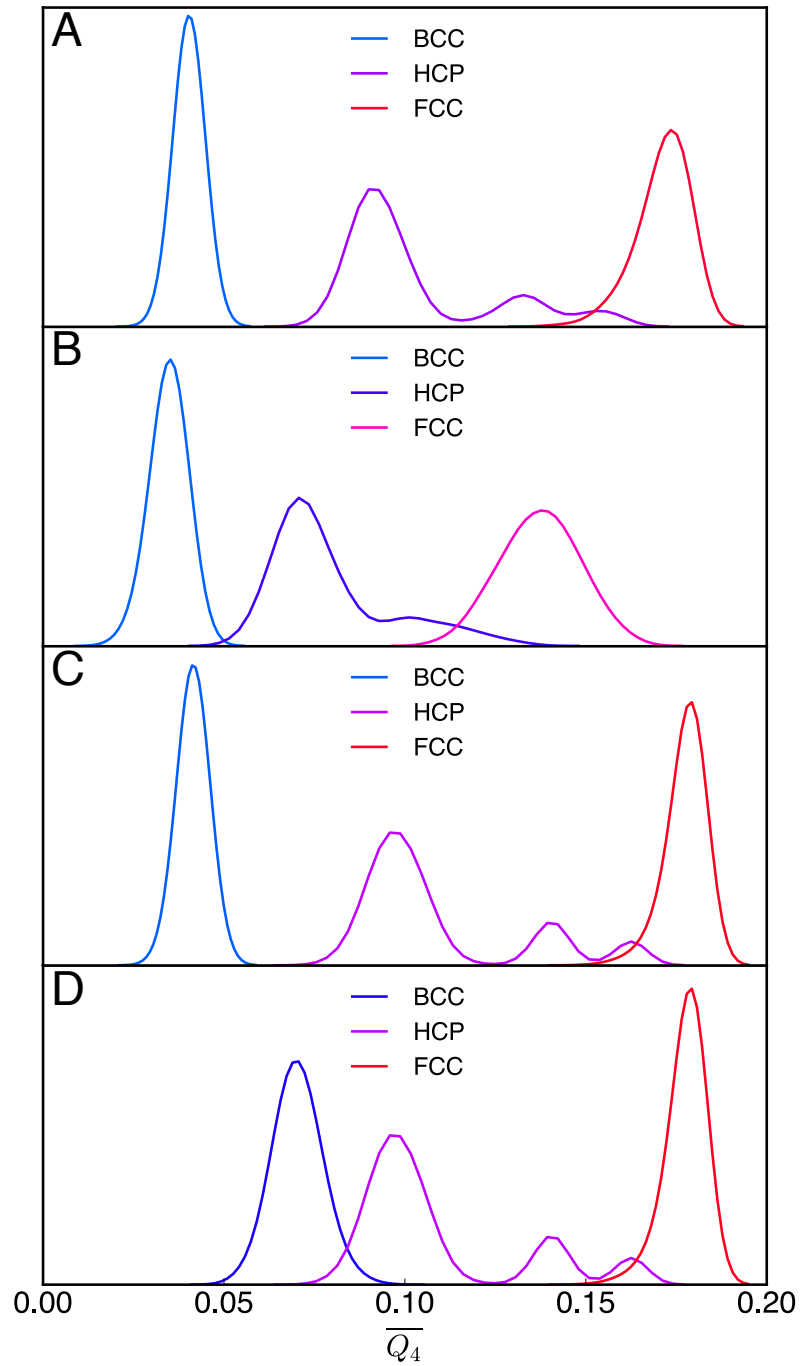 A
BCC
HCP
FCC
B
BCC
HCP
FCC
C
BCC
HCP
FCC
D
BCC
HCP
FCC
0.00 0.05 0.10 0.15 0.20
$\overline{Q_4}$